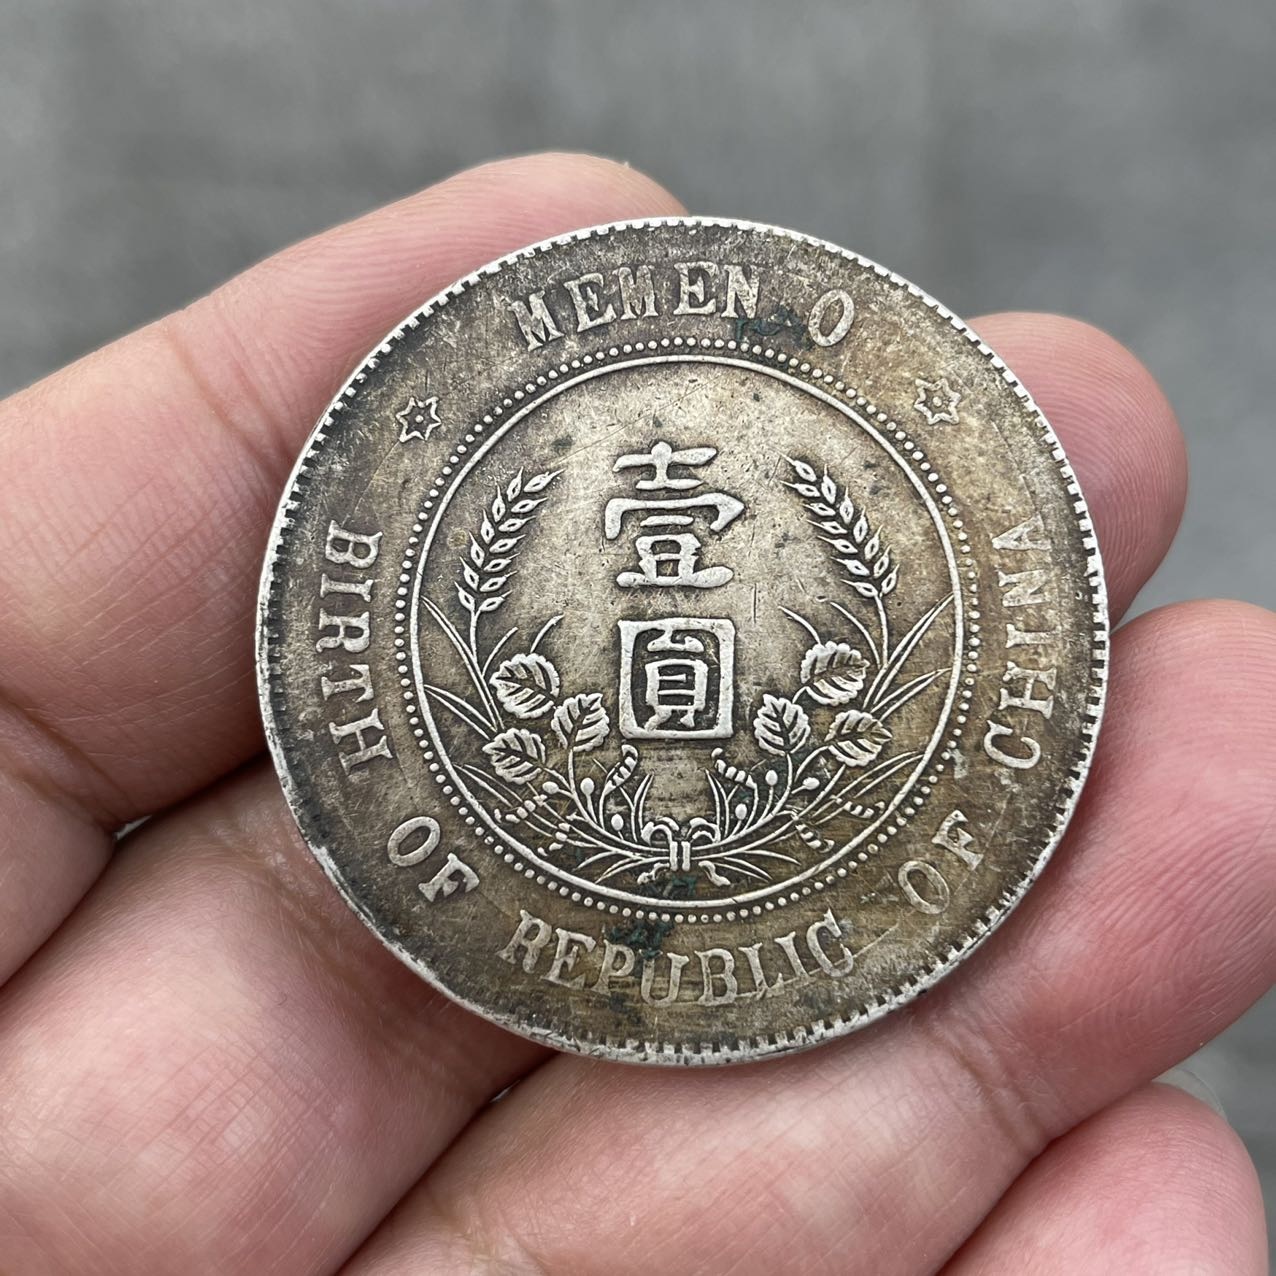 MEMEN O
壹
圓
BIRTH OF REPUBLIC OF CHINA